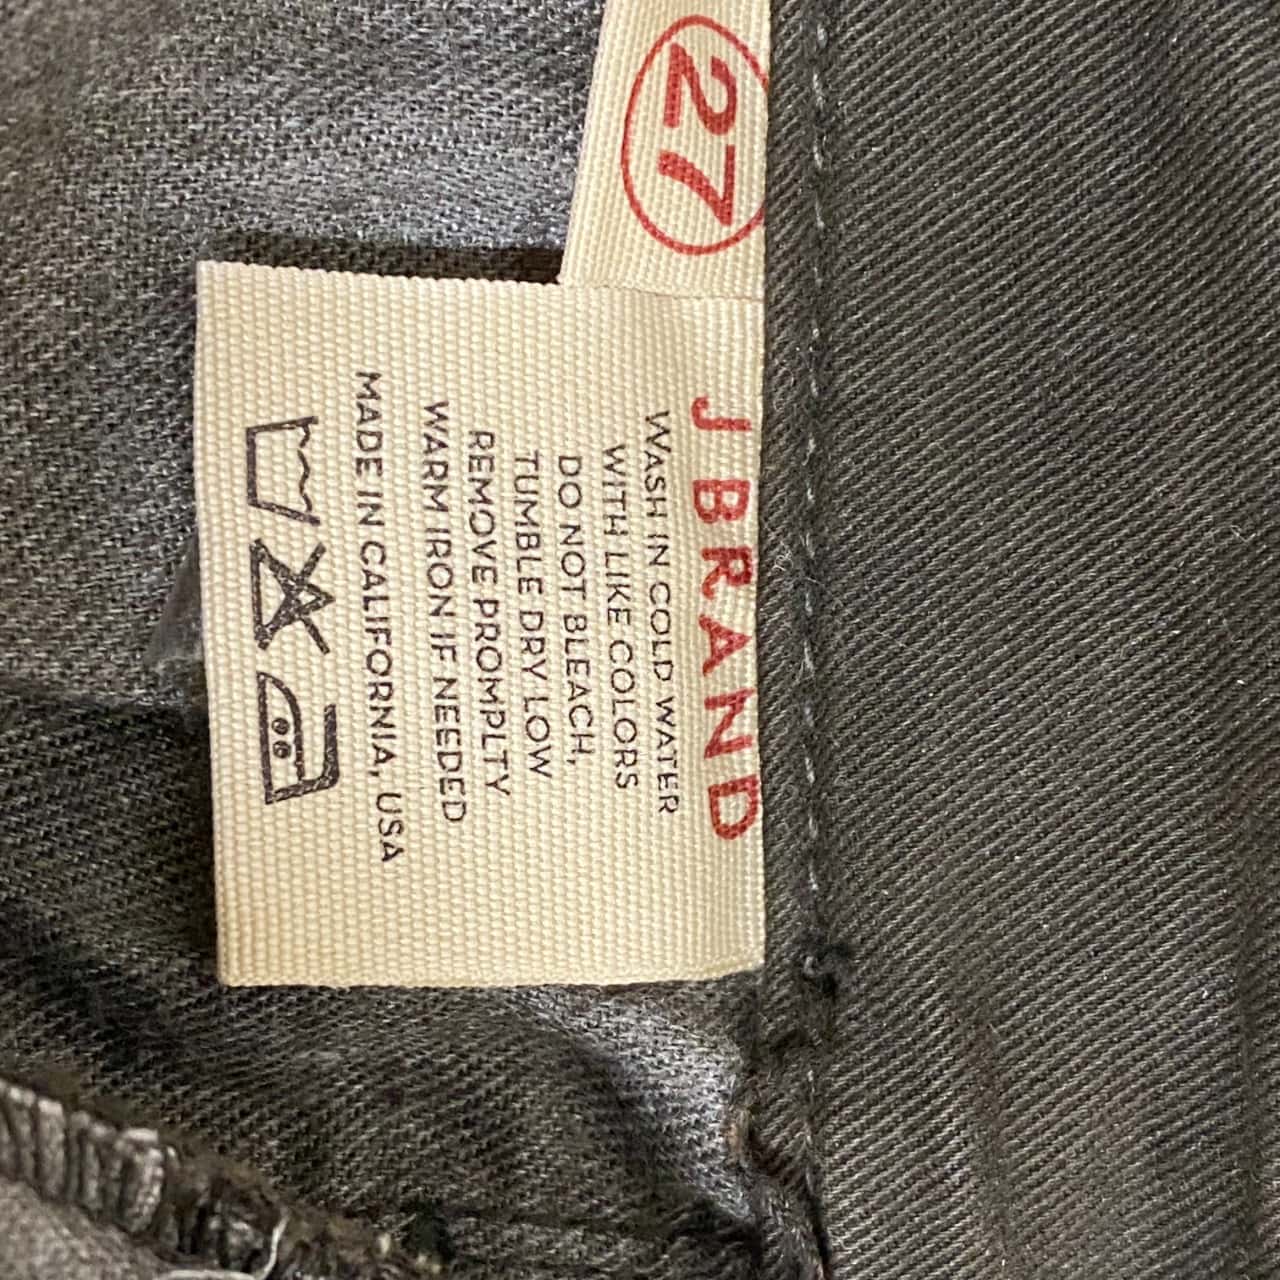 27
J BRAND
WASH IN COLD WATER
WITH LIKE COLORS
DO NOT BLEACH,
TUMBLE DRY LOW
REMOVE PROMPLTY
WARM IRON IF NEEDED
MADE IN CALIFORNIA, USA